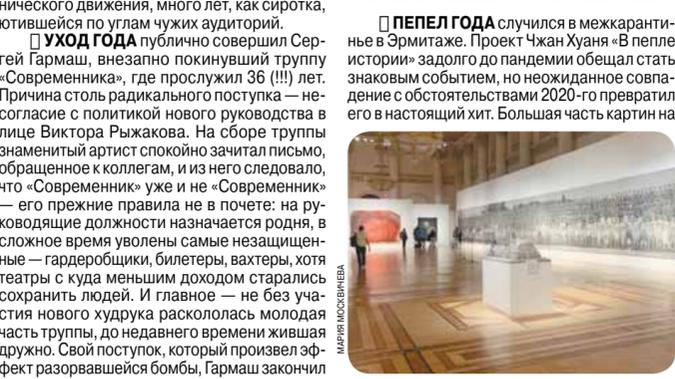 нического движения, много лет, как сиротка,
ютившейся по углам чужих аудиторий.
УХОД ГОДА публично совершил Сер-
гей Гармаш, внезапно покинувший труппу
«Современника», где прослужил 36 (!!!) лет.
Причина столь радикального поступка — не-
согласие с политикой нового руководства в
лице Виктора Рыжакова. На сборе труппы
знаменитый артист спокойно зачитал письмо,
обращенное к коллегам, и из него следовало,
что «Современник» уже и не «Современник»
— его прежние правила не в почете: на ру-
ководящие должности назначается родня, в
сложное время уволены самые незащищен-
ные — гардеробщики, билетеры, вахтеры, хотя
театры с куда меньшим доходом старались
сохранить людей. И главное — не без уча-
стия нового худрука раскололась молодая
часть труппы, до недавнего времени жившая
дружно. Свой поступок, который произвел эф-
фект разорвавшейся бомбы, Гармаш закончил
ПЕПЕЛ ГОДА случился в межкаранти-
нье в Эрмитаже. Проект Чжан Хуаня «В пепле
истории» задолго до пандемии обещал стать
знаковым событием, но неожиданное совпа-
дение с обстоятельствами 2020-го превратил
его в настоящий хит. Большая часть картин на
МАРИЯ МОСКВИЧЕВА